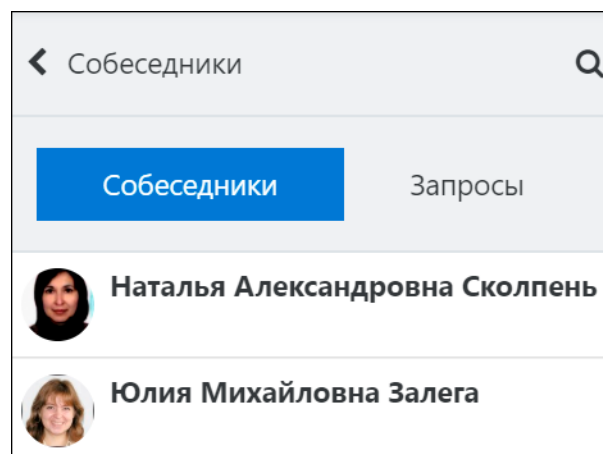 Собеседники
Собеседники Запросы
Наталья Александровна Сколпень
Юлия Михайловна Залега